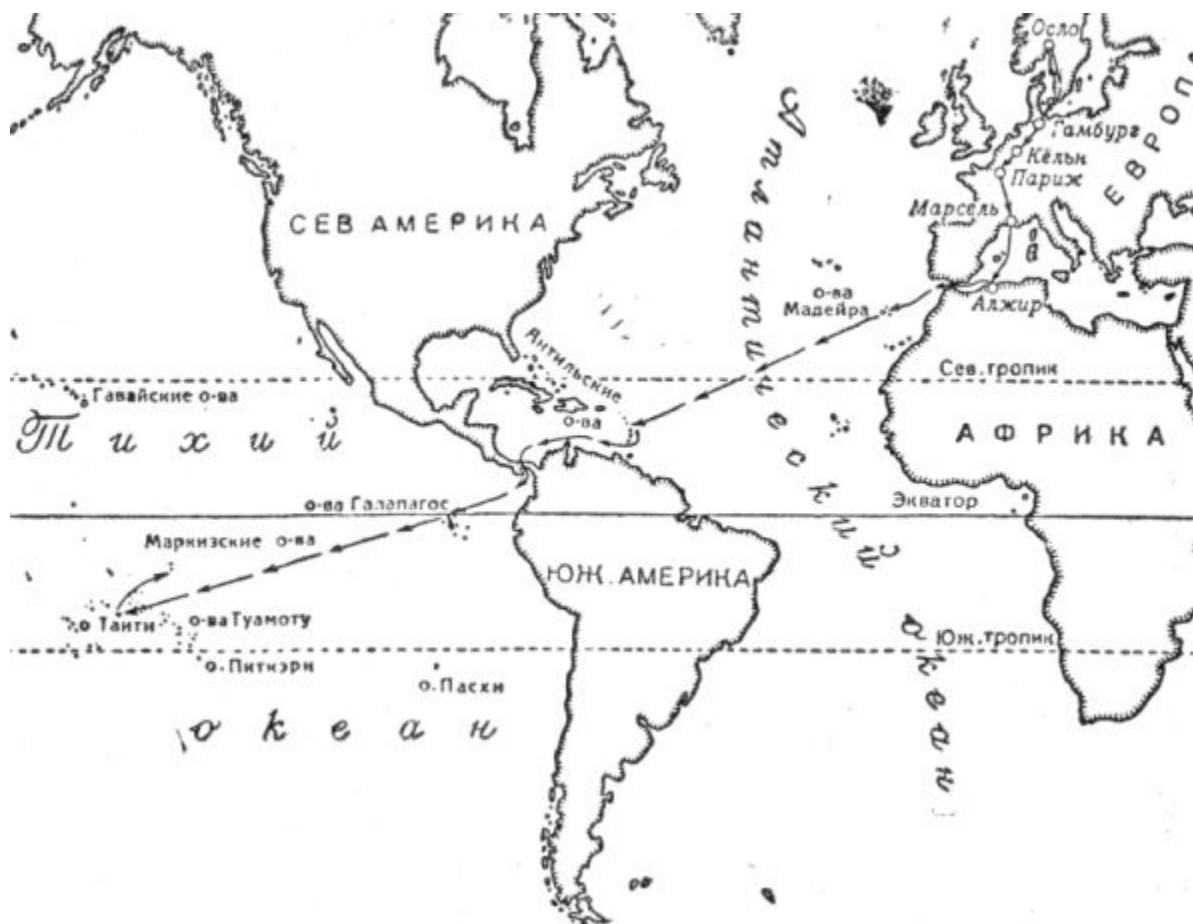 Осло
Гамбург
Кёльн
Париж
ЕВРОПА
Марсель
СЕВ АМЕРИКА
Атлантический
о-ва
Мадейра
Алжир
Антильские
о-ва
Сев. тропик
Гавайские о-ва
Тихий
АФРИКА
о-ва Галапагос
Экватор
Маркизские о-ва
ЮЖ. АМЕРИКА
о Таити
о-ва Туамоту
Юж. тропик
о. Питкэрн
о. Пасхи
океан
океан